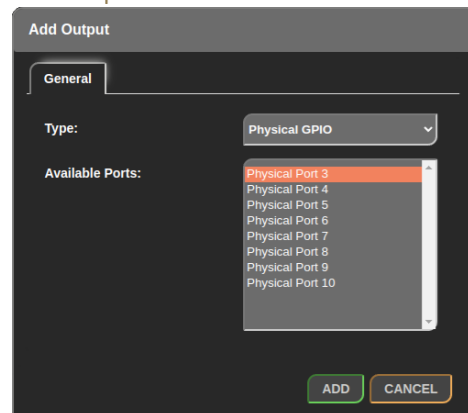 Add Output
General
Type:
Physical GPIO
Available Ports:
Physical Port 3
Physical Port 4
Physical Port 5
Physical Port 6
Physical Port 7
Physical Port 8
Physical Port 9
Physical Port 10
ADD
CANCEL